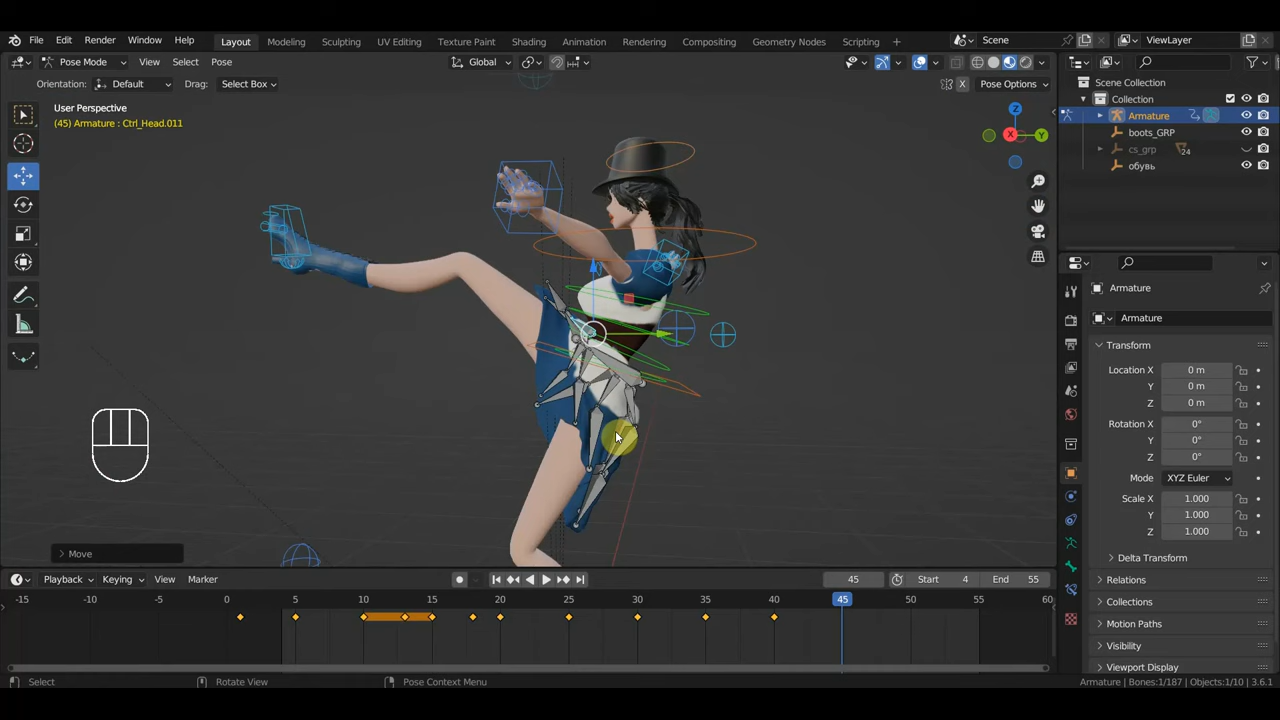 File Edit Render Window Help Layout Modeling Sculpting UV Editing Texture Paint Shading Animation Rendering Compositing Geometry Nodes Scripting + Scene ViewLayer
Pose Mode View Select Pose Global
Orientation: Default Drag: Select Box X Pose Options
User Perspective
(45) Armature : Ctrl_Head.011
Z
X
Y
Scene Collection
Collection
Armature
boots_GRP
cs_grp 24
обувь
Armature
Armature
Transform
Location X 0 m
Y 0 m
Z 0 m
Rotation X 0°
Y 0°
Z 0°
Mode XYZ Euler
Scale X 1.000
Y 1.000
Z 1.000
Delta Transform
Relations
Collections
Motion Paths
Visibility
Viewport Display
Move
Playback Keying View Marker 45 Start 4 End 55
-15 -10 -5 0 5 10 15 20 25 30 35 40 45 50 55 60
Select Rotate View Pose Context Menu Armature | Bones:1/187 | Objects:1/10 | 3.6.1